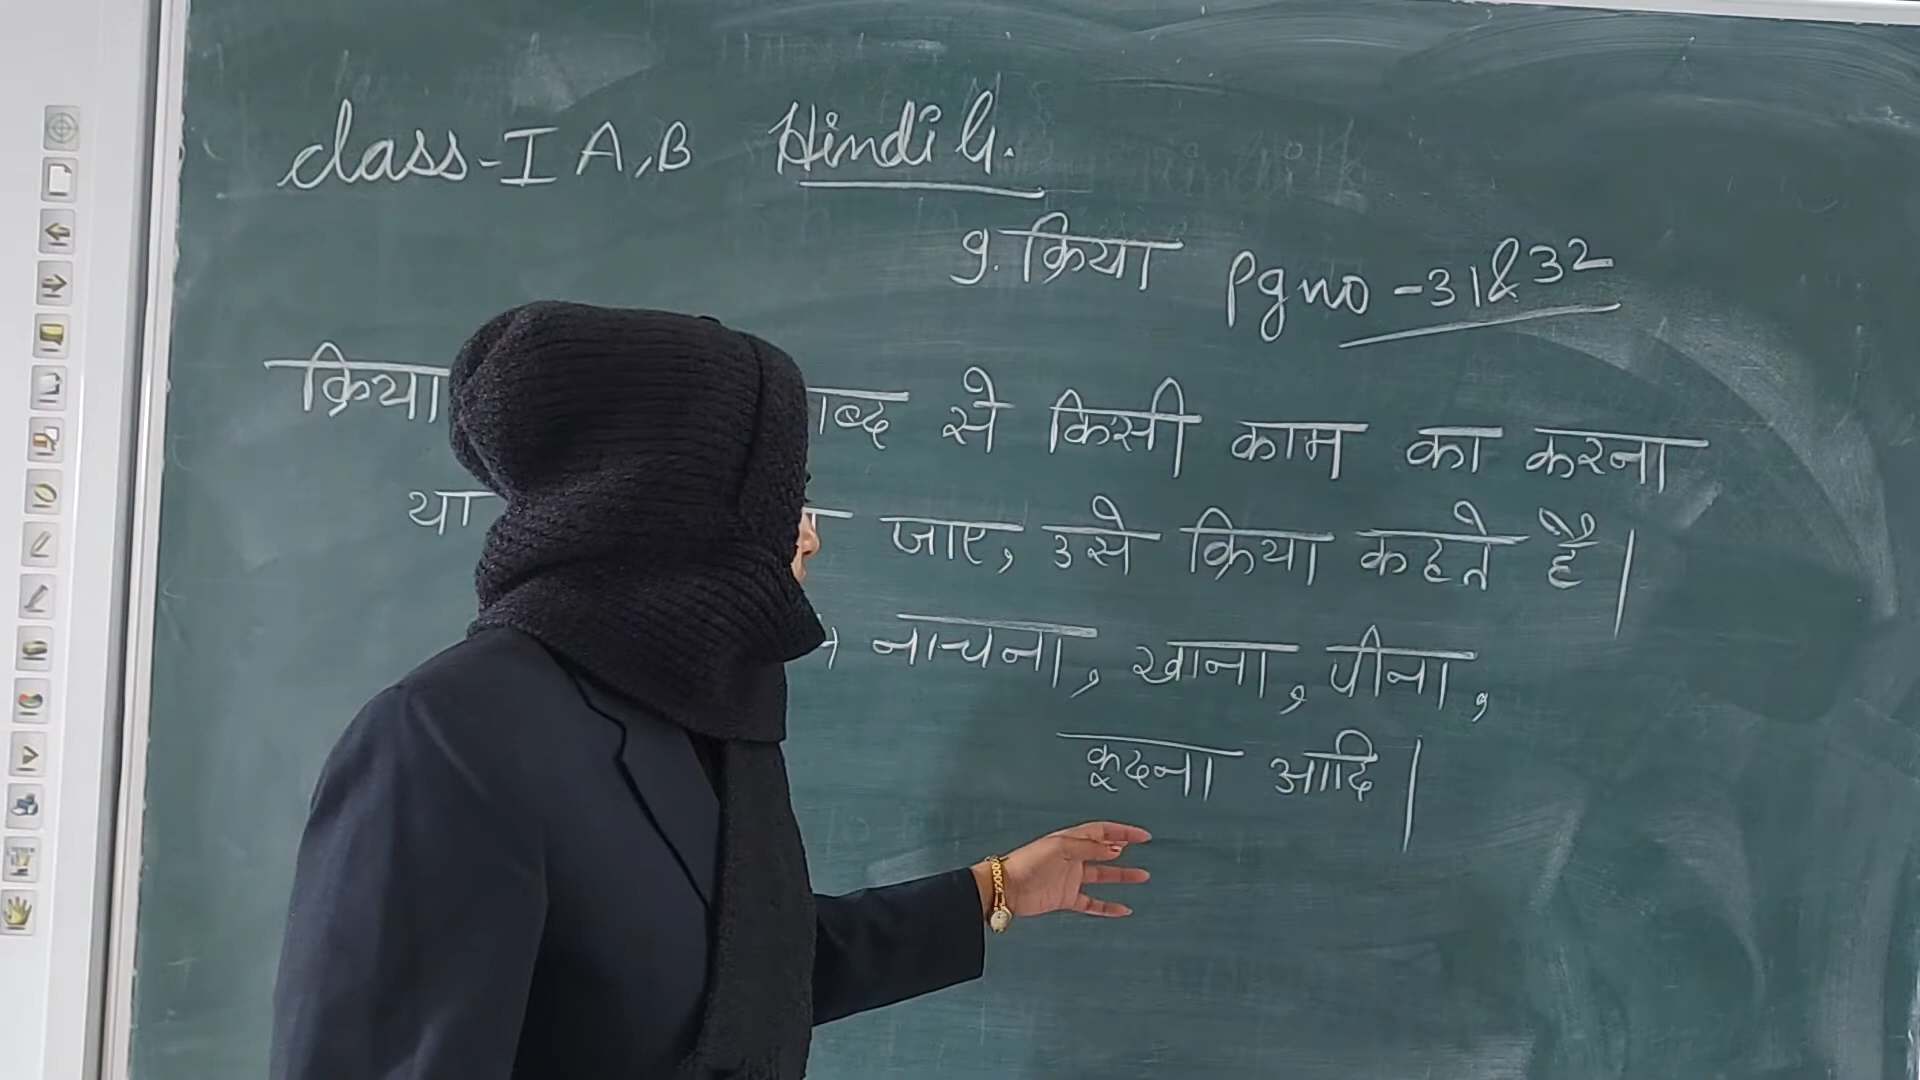 class-I A,B Hindi G.
9. क्रिया Pg no - 31 & 32
क्रिया से किसी काम का करना
या जाए, उसे क्रिया कहते है।
नाचना, खाना, पीना,
कूदना आदि।